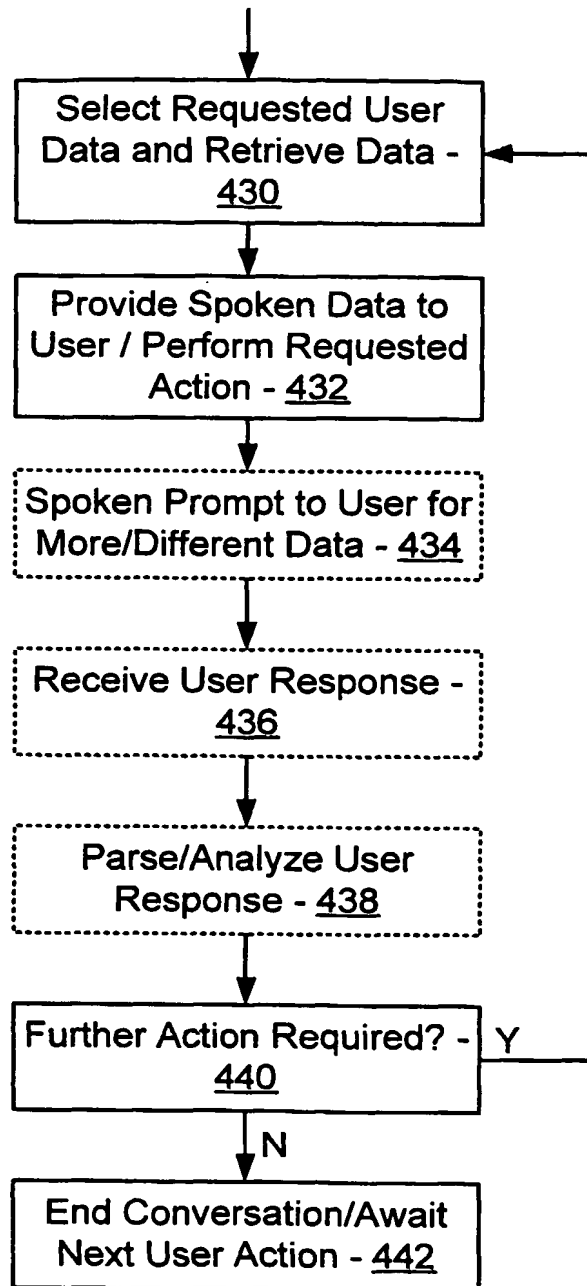 Select Requested User
Data and Retrieve Data -
430
Provide Spoken Data to
User / Perform Requested
Action - 432
Spoken Prompt to User for
More/Different Data - 434
Receive User Response -
436
Parse/Analyze User
Response - 438
Further Action Required? -
440
Y
N
End Conversation/Await
Next User Action - 442